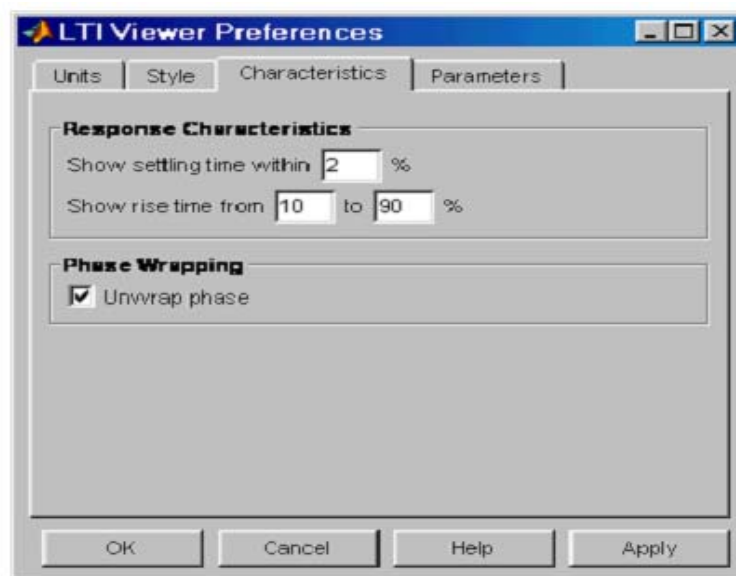 LTI Viewer Preferences
Units Style Characteristics Parameters
Response Characteristics
Show settling time within 2 %
Show rise time from 10 to 90 %
Phase Wrapping
Unwrap phase
OK Cancel Help Apply